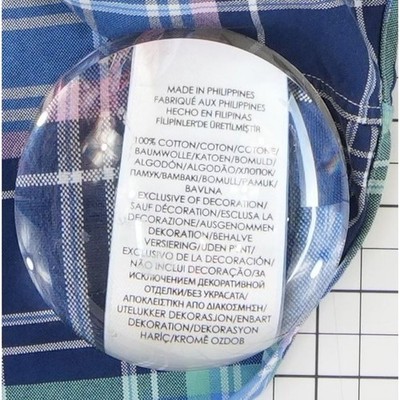 MADE IN PHILIPPINES
FABRIQUÉ AUX PHILIPPINES
HECHO EN FILIPINAS
FİLİPİNLER'DE ÜRETİLMİŞTİR
100% COTTON/COTON/COTONE/
BAUMWOLLE/KATOEN/BOMULD/
ALGODÓN/ALGODÃO/ХЛОПОК/
ΠΑΜΥΚ/BAMBAKI/BOMULL/PAMUK/
BAVLNA
EXCLUSIVE OF DECORATION/
SAUF DÉCORATION/ESCLUSA LA
DECORAZIONE/AUSGENOMMEN
DEKORATION/BEHALVE
VERSIERING/UDEN PYNT/
EXCLUSIVO DE LA DECORACIÓN/
NÃO INCLUI DECORAÇÃO/ЗА
ИСКЛЮЧЕНИЕМ ДЕКОРАТИВНОЙ
ОТДЕЛКИ/БЕЗ УКРАСАТА/
ΑΠΟΚΛΕΙΣΤΙΚΗ ΑΠΟ ΔΙΑΚΟΣΜΗΣΗ/
UTELUKKER DEKORASJON/ENBART
DEKORATION/DEKORASYON
HARİÇ/KROMĚ OZDOB